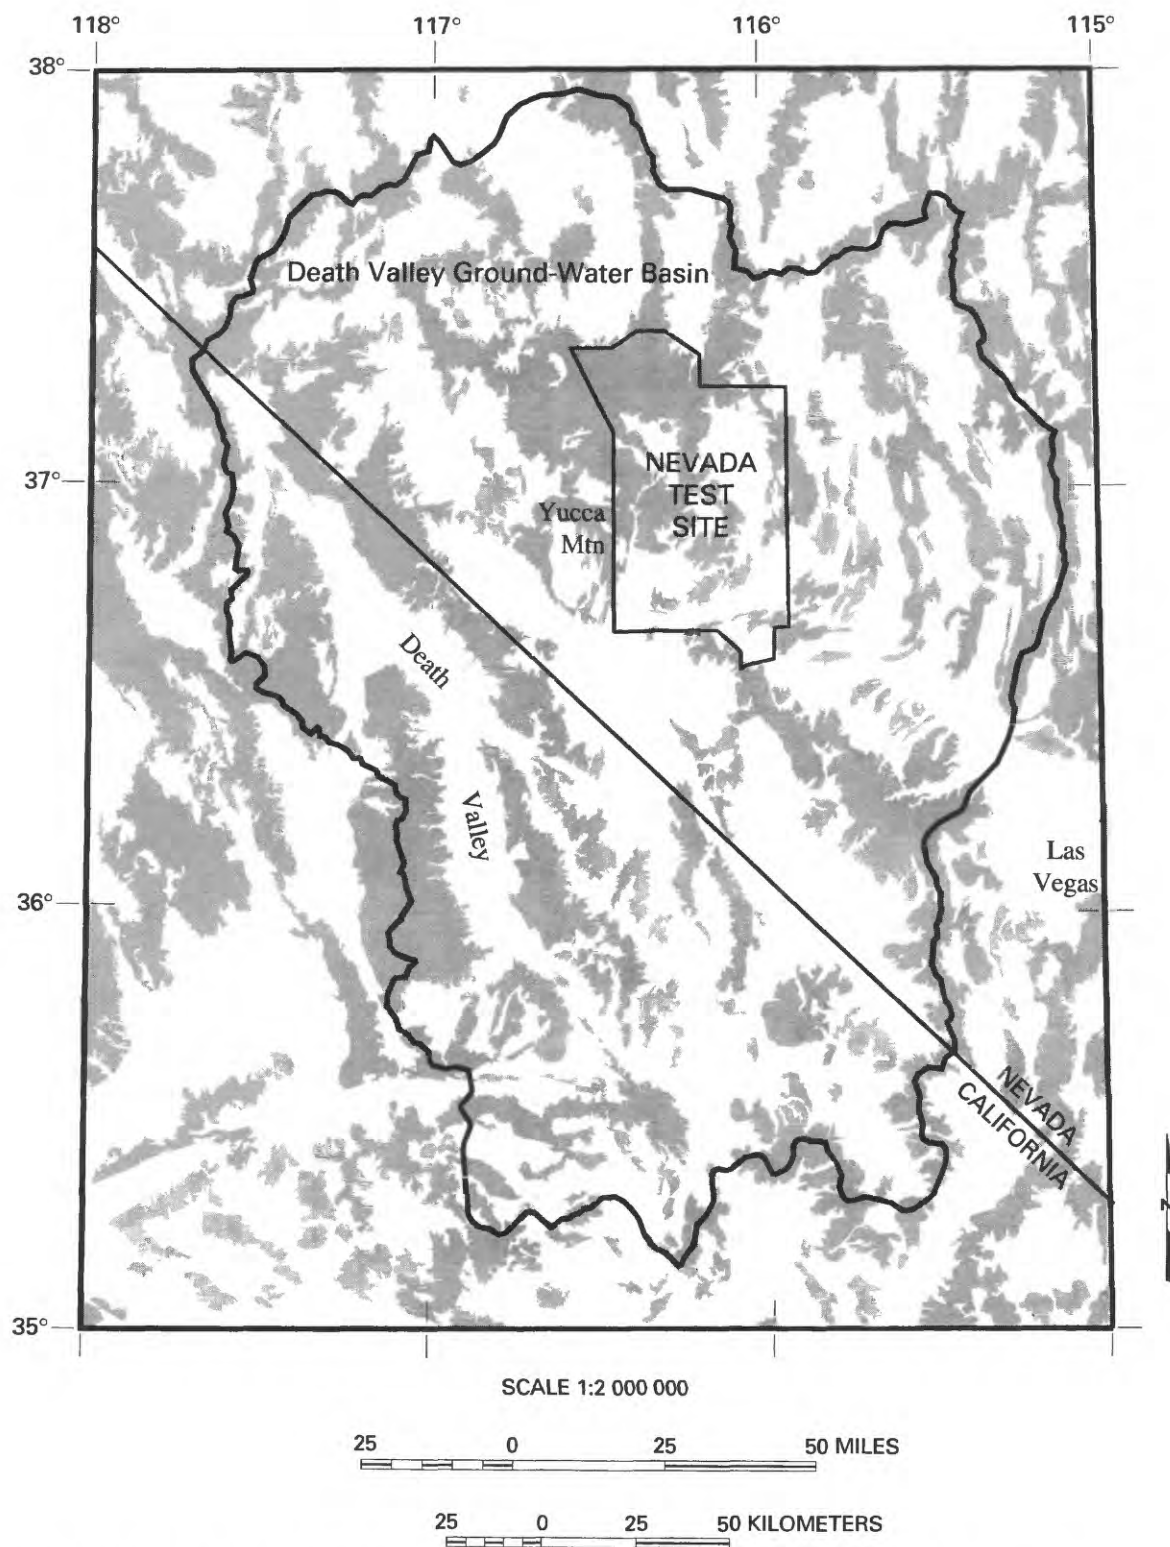 118°
117°
116°
115°
38°
Death Valley Ground-Water Basin
37°
NEVADA
TEST
SITE
Yucca
Mtn
Death
Valley
36°
Las
Vegas
NEVADA
CALIFORNIA
N
35°
SCALE 1:2 000 000
25 0 25 50 MILES
25 0 25 50 KILOMETERS